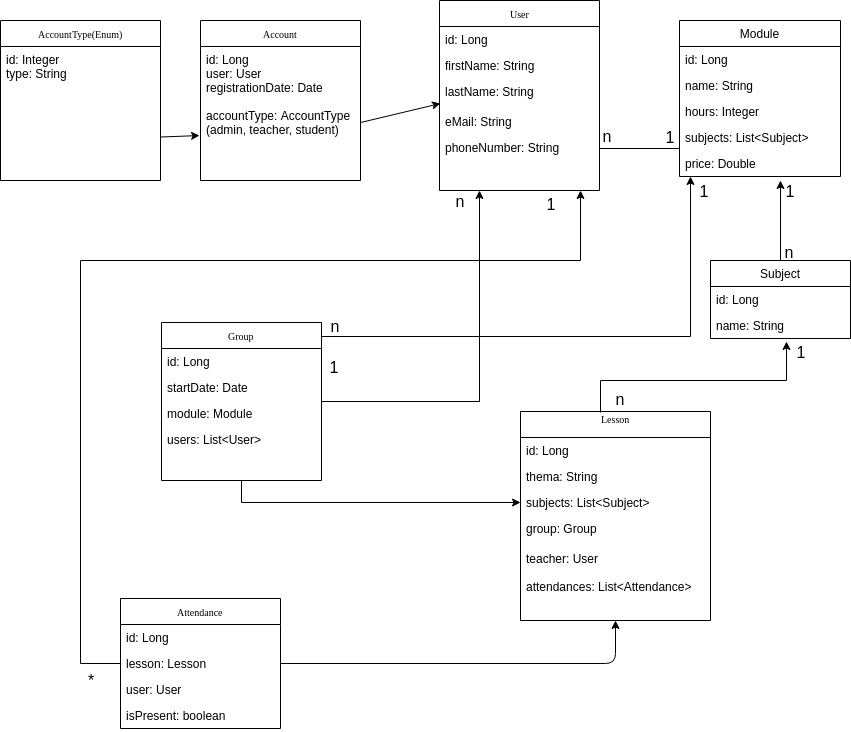 AccountType(Enum)
id: Integer
type: String
Account
id: Long
user: User
registrationDate: Date
accountType: AccountType
(admin, teacher, student)
User
id: Long
firstName: String
lastName: String
eMail: String
phoneNumber: String
n
1
Module
id: Long
name: String
hours: Integer
subjects: List<Subject>
price: Double
n
1
1
1
n
Subject
id: Long
name: String
1
Group
id: Long
startDate: Date
module: Module
users: List<User>
n
1
n
Lesson
id: Long
thema: String
subjects: List<Subject>
group: Group
teacher: User
attendances: List<Attendance>
Attendance
id: Long
lesson: Lesson
user: User
isPresent: boolean
*